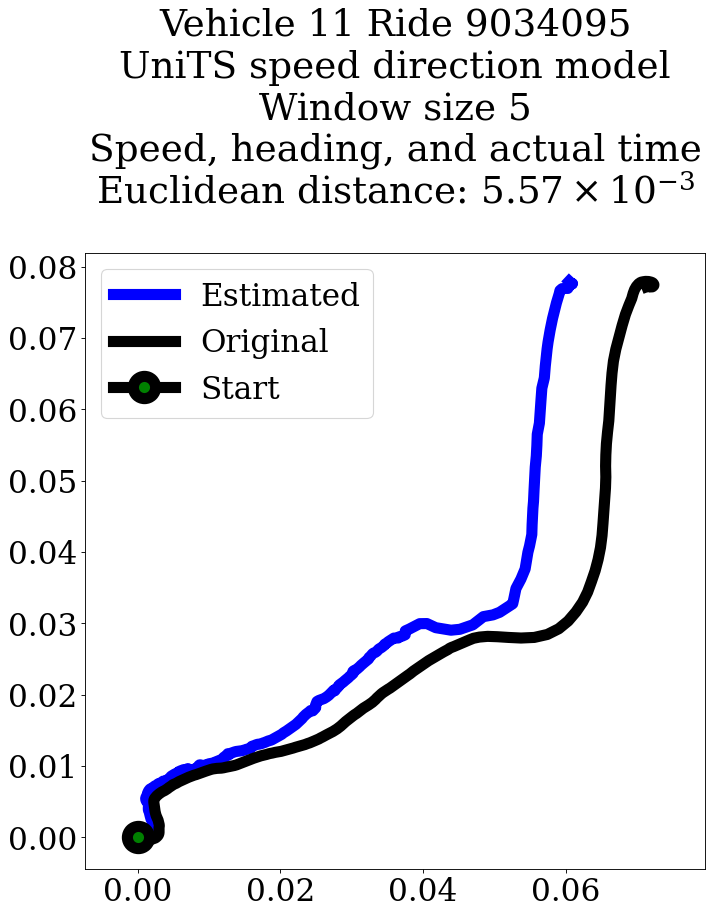 Vehicle 11 Ride 9034095
UniTS speed direction model
Window size 5
Speed, heading, and actual time
Euclidean distance: 5.57 × 10⁻³
Estimated
Original
Start
0.08
0.07
0.06
0.05
0.04
0.03
0.02
0.01
0.00
0.00 0.02 0.04 0.06